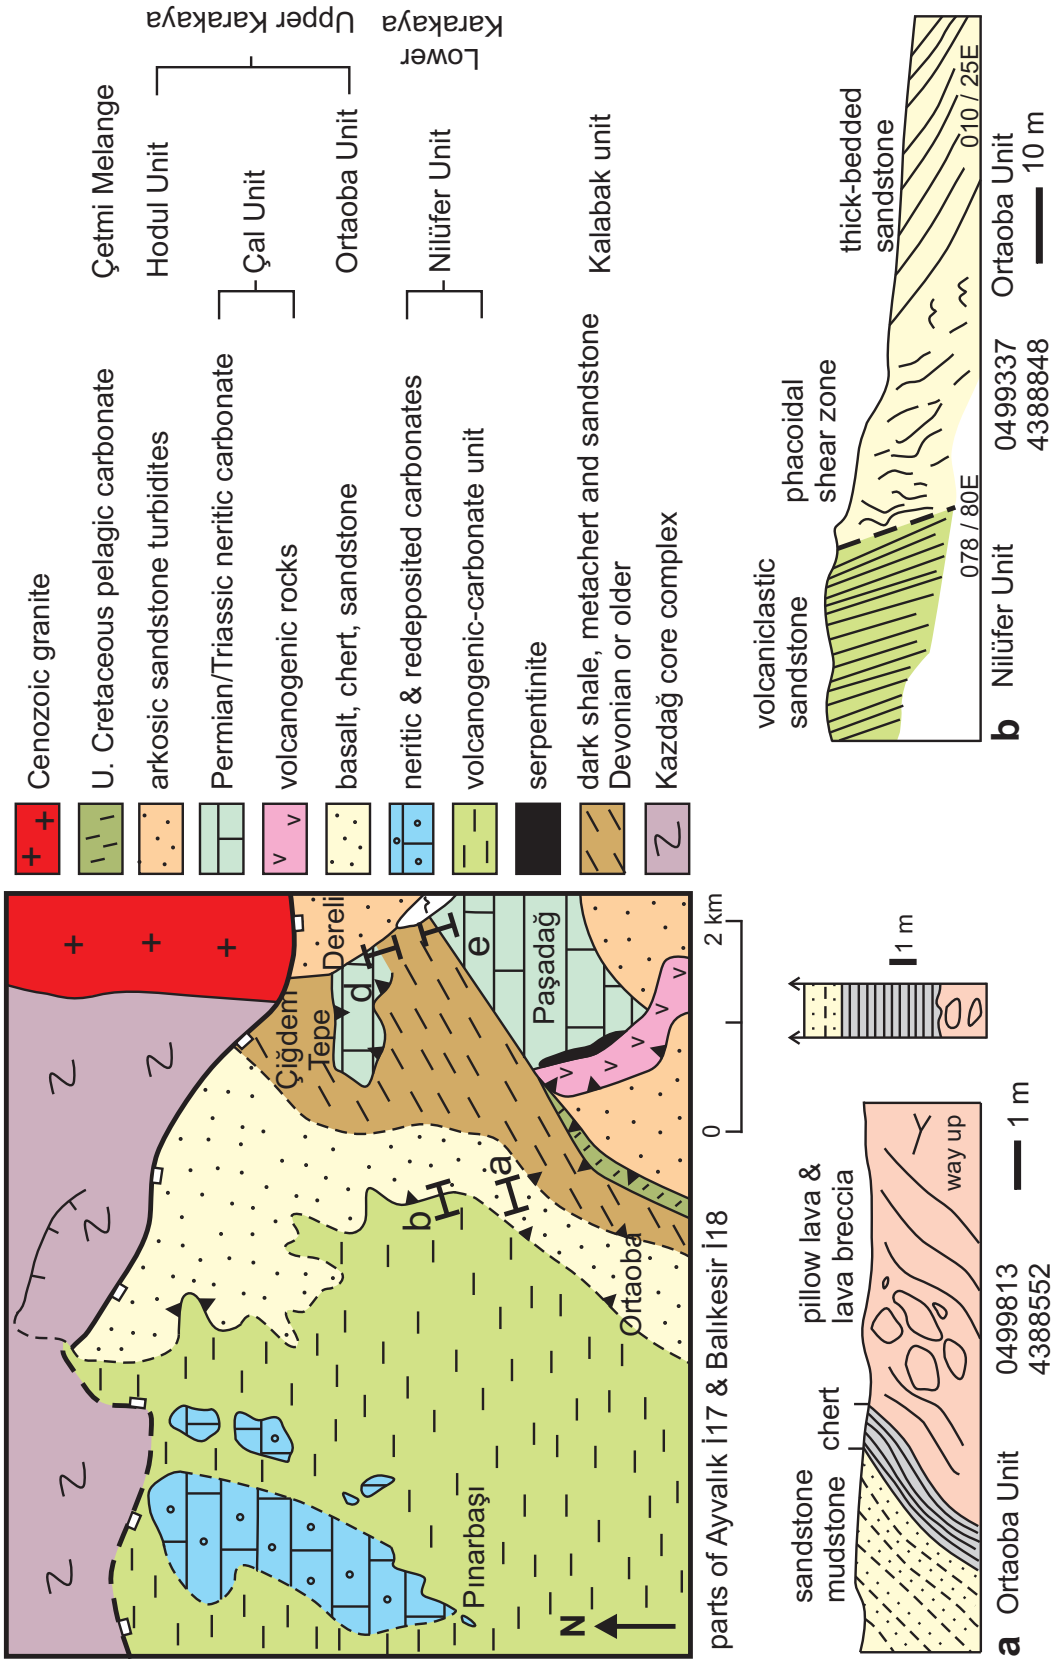 Çiğdem
Tepe
Dereli
d
e
Paşadağ
a
b
Ortaoba
Pınarbaşı
N
parts of Ayvalık İ17 & Balıkesir İ18
0
2 km
Cenozoic granite
U. Cretaceous pelagic carbonate
Çetmi Melange
arkosic sandstone turbidites
Hodul Unit
Permian/Triassic neritic carbonate
volcanogenic rocks
Çal Unit
basalt, chert, sandstone
Ortaoba Unit
Upper Karakaya
neritic & redeposited carbonates
volcanogenic-carbonate unit
Nilüfer Unit
Lower
Karakaya
serpentinite
dark shale, metachert and sandstone
Devonian or older
Kalabak unit
Kazdağ core complex
sandstone
mudstone
chert
pillow lava &
lava breccia
way up
1 m
a
Ortaoba Unit
0499813
4388552
1 m
volcaniclastic
sandstone
phacoidal
shear zone
thick-bedded
sandstone
078 / 80E
010 / 25E
b
Nilüfer Unit
0499337
4388848
Ortaoba Unit
10 m